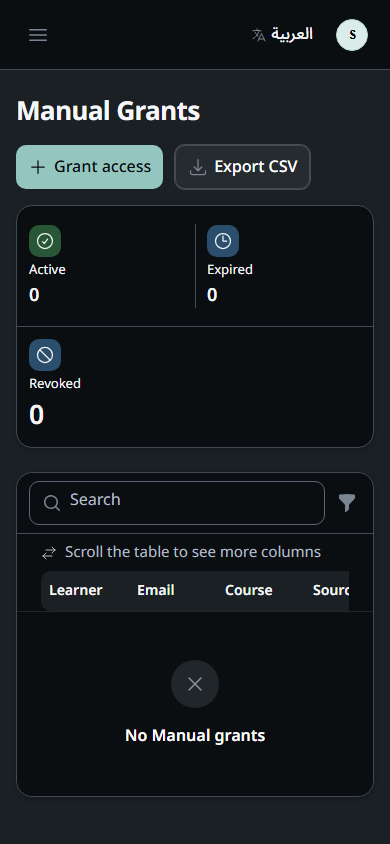 العربية
S
Manual Grants
Grant access
Export CSV
Active
0
Expired
0
Revoked
0
Search
Scroll the table to see more columns
Learner Email Course Sourc
No Manual grants